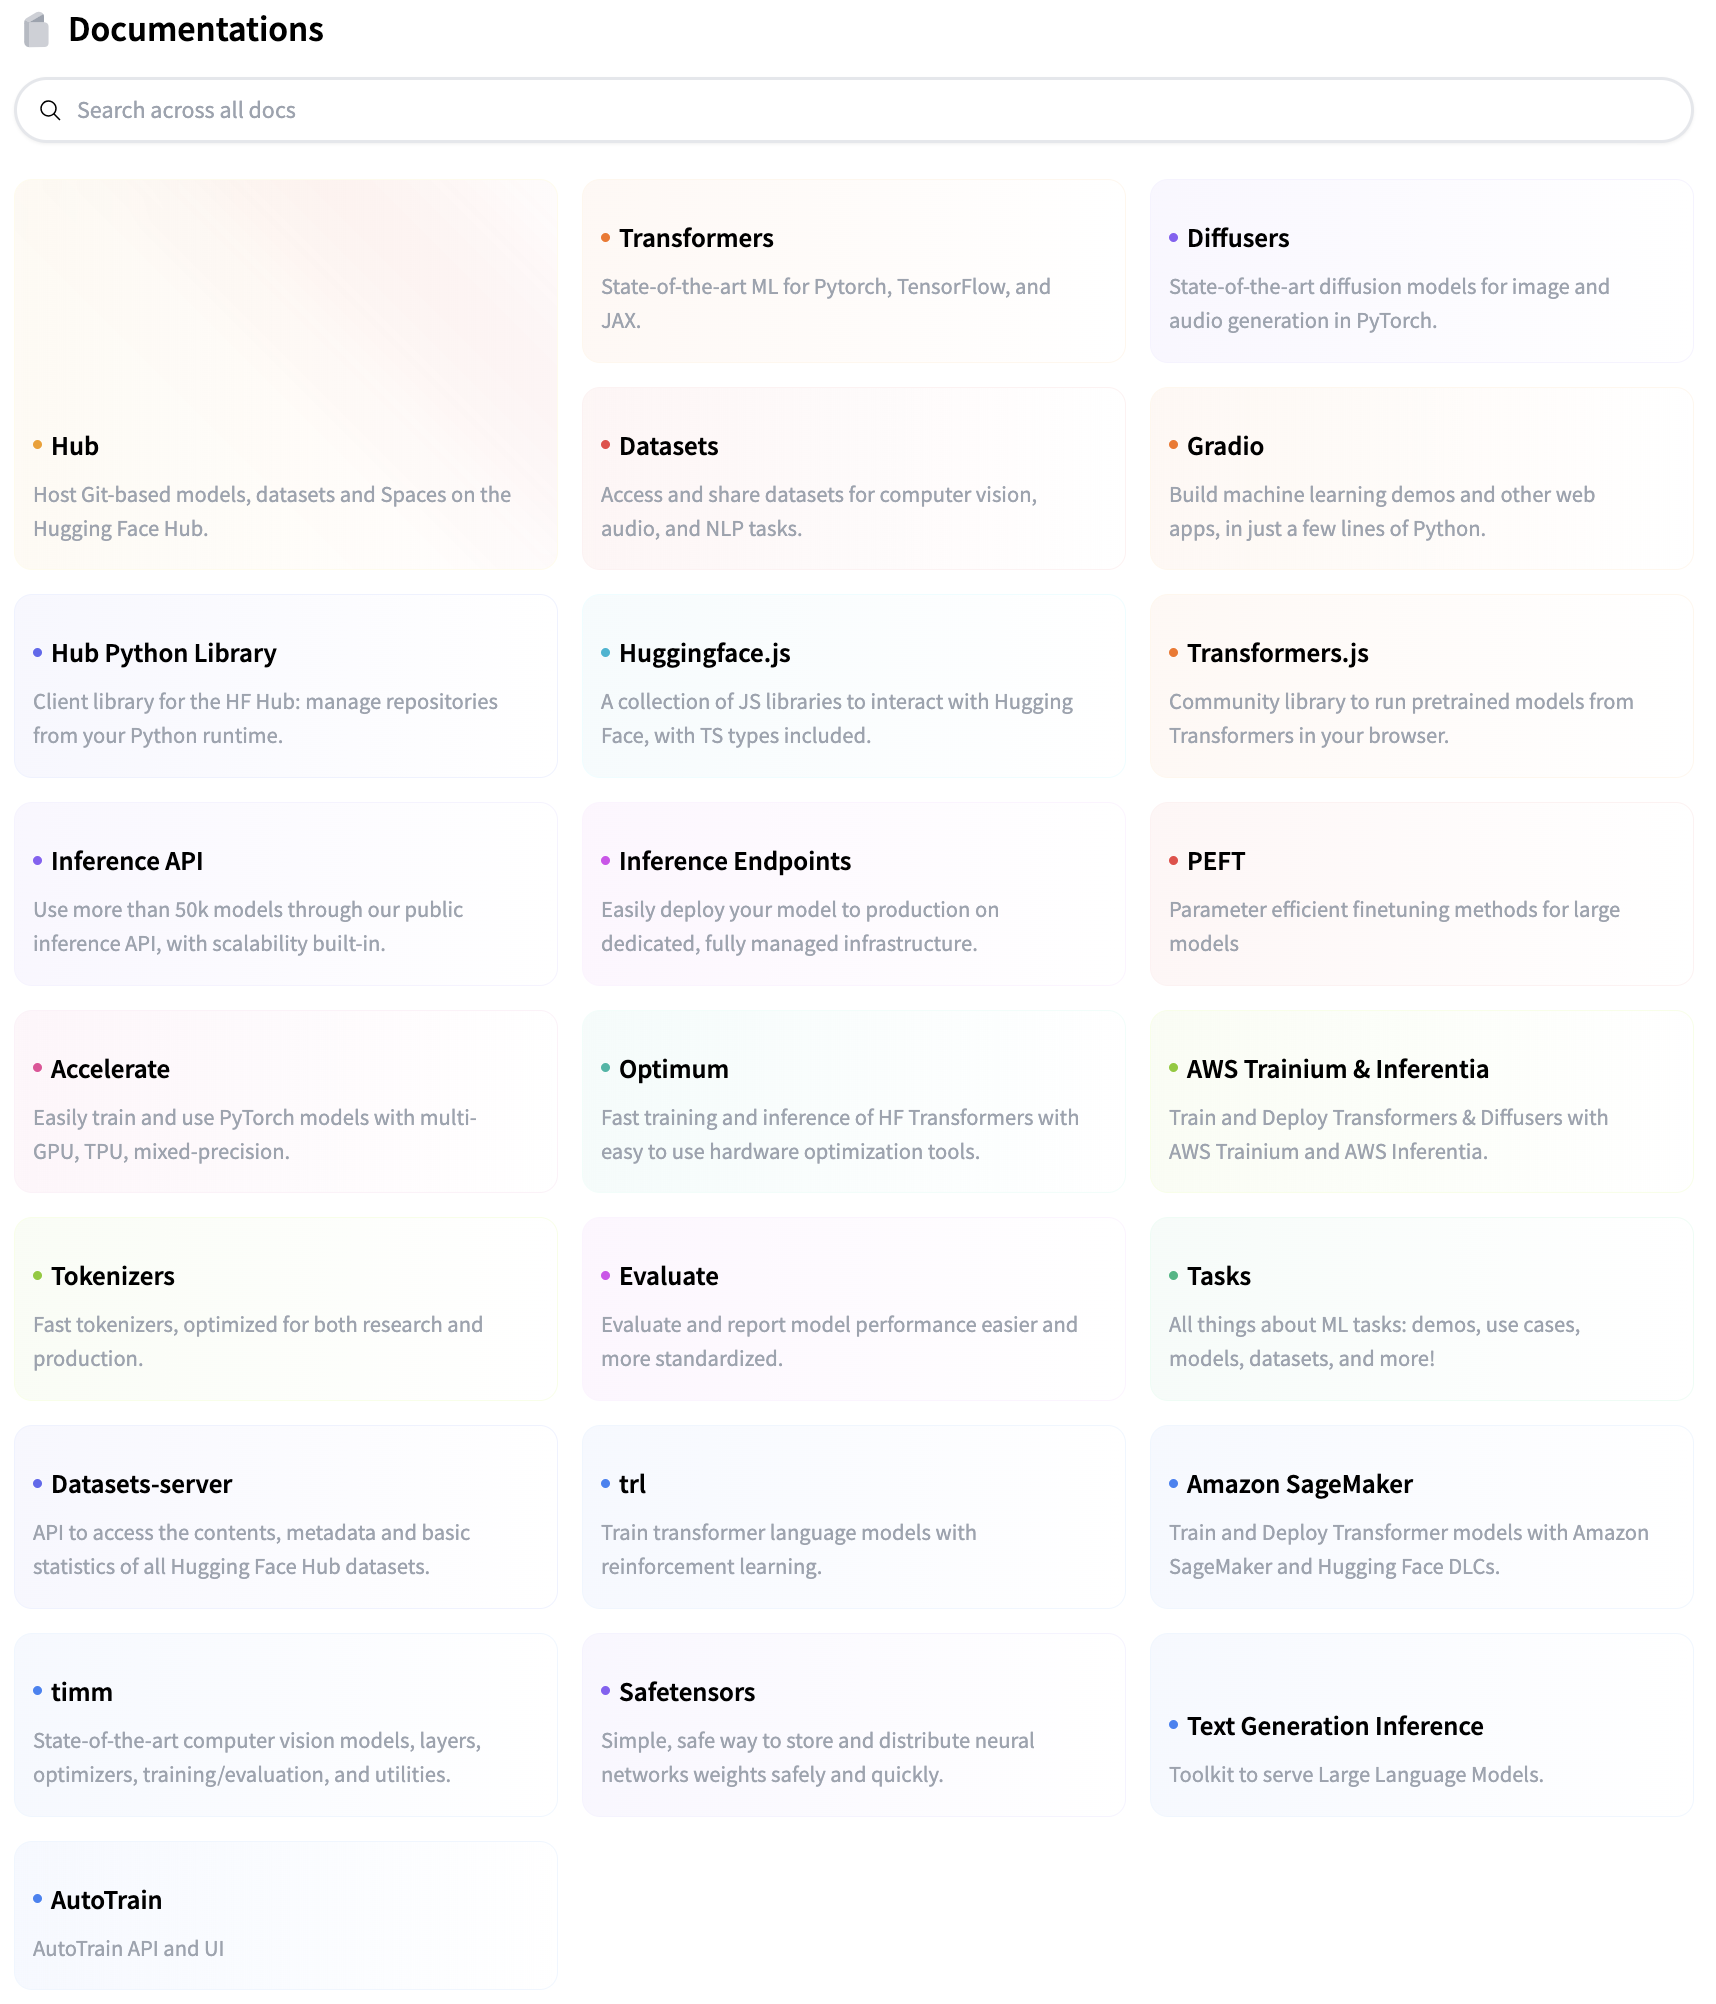 Documentations
Search across all docs
Transformers
State-of-the-art ML for Pytorch, TensorFlow, and
JAX.
Diffusers
State-of-the-art diffusion models for image and
audio generation in PyTorch.
Hub
Host Git-based models, datasets and Spaces on the
Hugging Face Hub.
Datasets
Access and share datasets for computer vision,
audio, and NLP tasks.
Gradio
Build machine learning demos and other web
apps, in just a few lines of Python.
Hub Python Library
Client library for the HF Hub: manage repositories
from your Python runtime.
Huggingface.js
A collection of JS libraries to interact with Hugging
Face, with TS types included.
Transformers.js
Community library to run pretrained models from
Transformers in your browser.
Inference API
Use more than 50k models through our public
inference API, with scalability built-in.
Inference Endpoints
Easily deploy your model to production on
dedicated, fully managed infrastructure.
PEFT
Parameter efficient finetuning methods for large
models
Accelerate
Easily train and use PyTorch models with multi-
GPU, TPU, mixed-precision.
Optimum
Fast training and inference of HF Transformers with
easy to use hardware optimization tools.
AWS Trainium & Inferentia
Train and Deploy Transformers & Diffusers with
AWS Trainium and AWS Inferentia.
Tokenizers
Fast tokenizers, optimized for both research and
production.
Evaluate
Evaluate and report model performance easier and
more standardized.
Tasks
All things about ML tasks: demos, use cases,
models, datasets, and more!
Datasets-server
API to access the contents, metadata and basic
statistics of all Hugging Face Hub datasets.
trl
Train transformer language models with
reinforcement learning.
Amazon SageMaker
Train and Deploy Transformer models with Amazon
SageMaker and Hugging Face DLCs.
timm
State-of-the-art computer vision models, layers,
optimizers, training/evaluation, and utilities.
Safetensors
Simple, safe way to store and distribute neural
networks weights safely and quickly.
Text Generation Inference
Toolkit to serve Large Language Models.
AutoTrain
AutoTrain API and UI